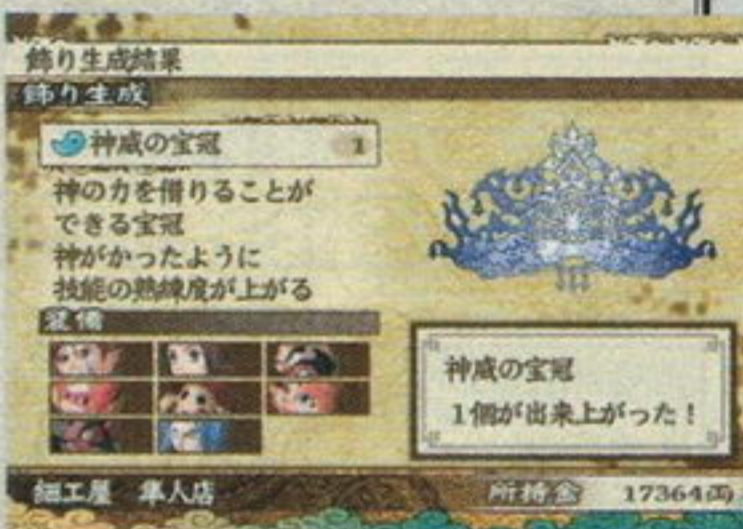 飾り生成結果
飾り生成
神威の宝冠 1
神の力を借りることが
できる宝冠
神がかったように
技能の熟練度が上がる
装備
神威の宝冠
1個が出来上がった!
細工屋 隼人店
所持金 17364両